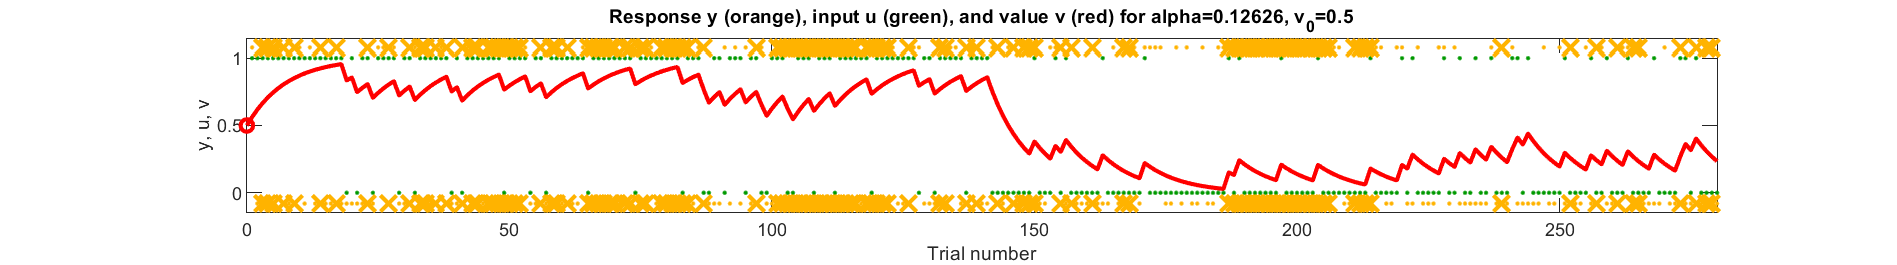 Response y (orange), input u (green), and value v (red) for alpha=0.12626, v0=0.5
y, u, v
1
0.5
0
0 50 100 150 200 250
Trial number